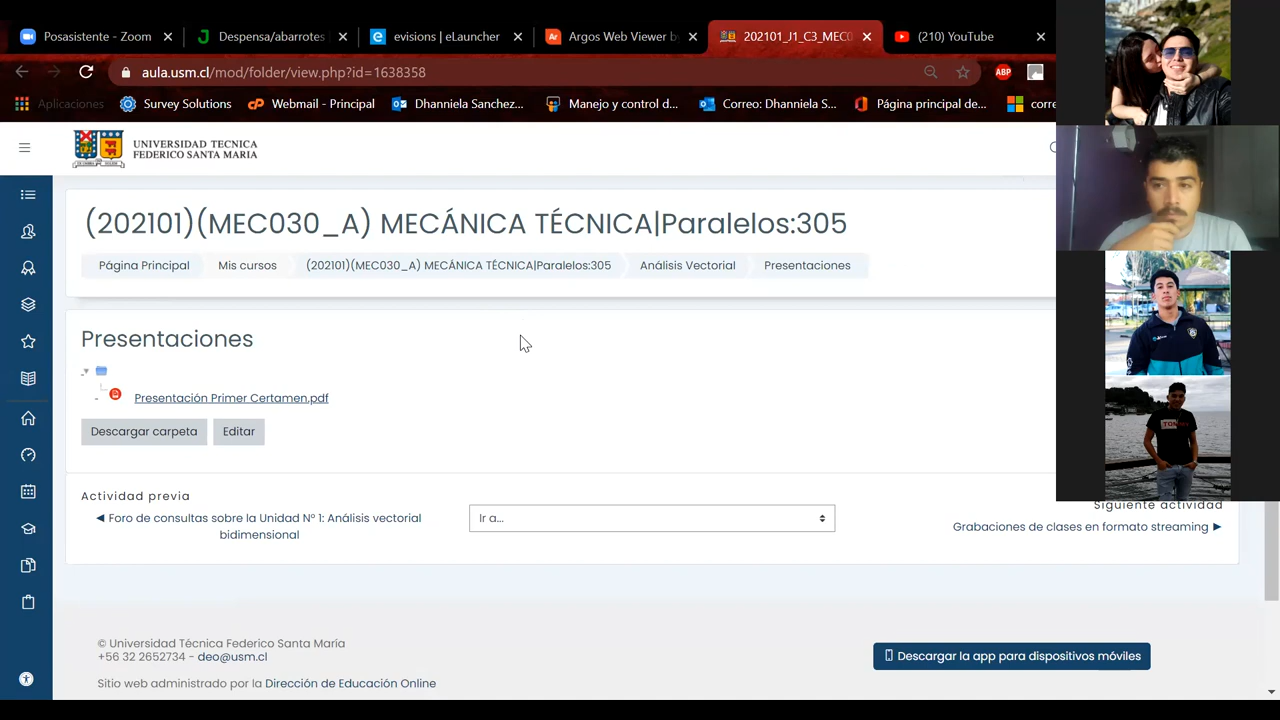 Posasistente - Zoom
Despensa/abarrotes
evisions | eLauncher
Argos Web Viewer by
202101_J1_C3_MEC0
(210) YouTube
aula.usm.cl/mod/folder/view.php?id=1638358
ABP
Aplicaciones
Survey Solutions
Webmail - Principal
Dhanniela Sanchez...
Manejo y control d...
Correo: Dhanniela S...
Página principal de...
corre
UNIVERSIDAD TECNICA
FEDERICO SANTA MARIA
(202101)(MEC030_A) MECÁNICA TÉCNICA|Paralelos:305
Página Principal
Mis cursos
(202101)(MEC030_A) MECÁNICA TÉCNICA|Paralelos:305
Análisis Vectorial
Presentaciones
Presentaciones
Presentación Primer Certamen.pdf
Descargar carpeta
Editar
Actividad previa
◄ Foro de consultas sobre la Unidad Nº 1: Análisis vectorial
bidimensional
Ir a...
Siguiente actividad
Grabaciones de clases en formato streaming ►
© Universidad Técnica Federico Santa María
+56 32 2652734 - deo@usm.cl
Sitio web administrado por la Dirección de Educación Online
Descargar la app para dispositivos móviles